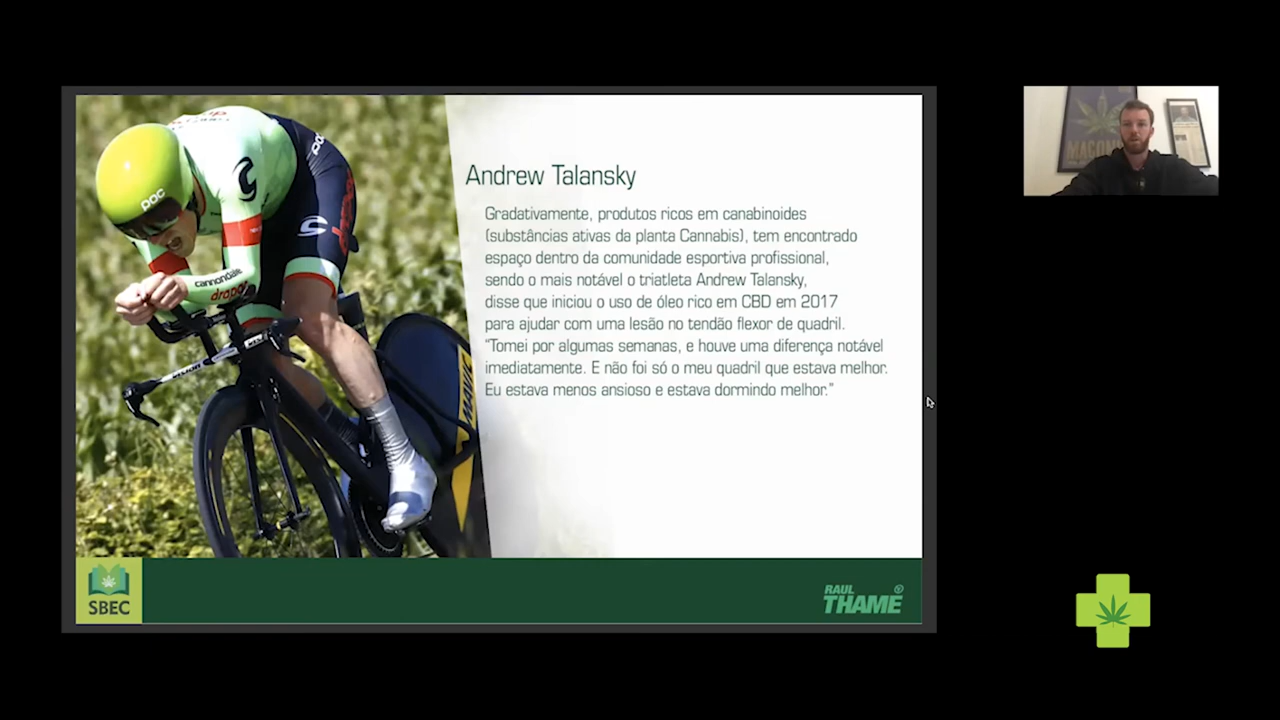 Andrew Talansky
Gradativamente, produtos ricos em canabinoides
(substâncias ativas da planta Cannabis), tem encontrado
espaço dentro da comunidade esportiva profissional,
sendo o mais notável o triatleta Andrew Talansky,
disse que iniciou o uso de óleo rico em CBD em 2017
para ajudar com uma lesão no tendão flexor de quadril.
“Tomei por algumas semanas, e houve uma diferença notável
imediatamente. E não foi só o meu quadril que estava melhor.
Eu estava menos ansioso e estava dormindo melhor.”
poc
poc
cannondale
drapac
MAVIC
SBEC
RAUL
THAME